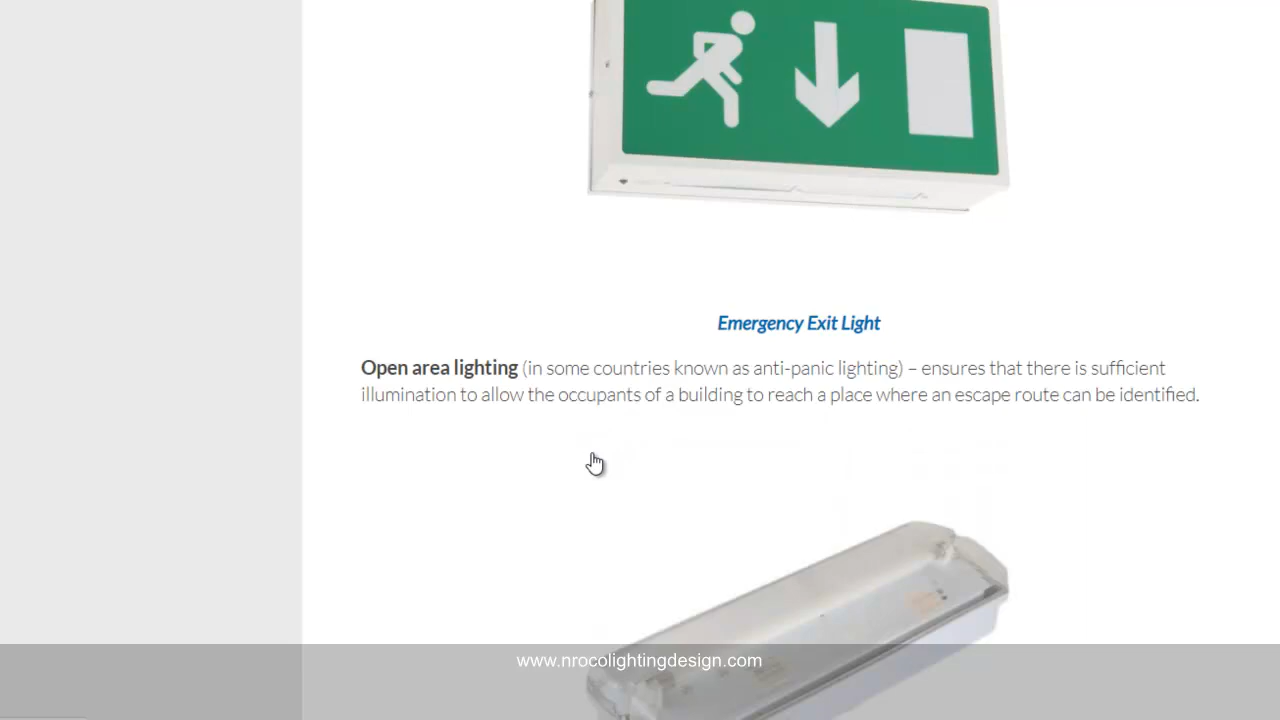 Emergency Exit Light
Open area lighting (in some countries known as anti-panic lighting) – ensures that there is sufficient
illumination to allow the occupants of a building to reach a place where an escape route can be identified.
www.nrocolightingdesign.com